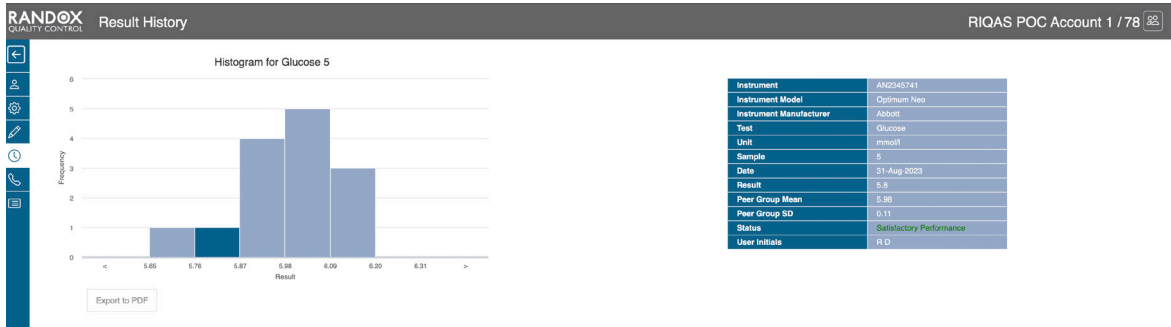 RANDOX
QUALITY CONTROL
Result History
RIQAS POC Account 1 / 78
Histogram for Glucose 5
6
5
4
3
2
1
0
Frequency
< 5.65 5.76 5.87 5.98 6.09 6.20 6.31 >
Result
Export to PDF
Instrument AN2345741
Instrument Model Optimum Neo
Instrument Manufacturer Abbott
Test Glucose
Unit mmol/l
Sample 5
Date 31-Aug-2023
Result 5.8
Peer Group Mean 5.98
Peer Group SD 0.11
Status Satisfactory Performance
User Initials R D